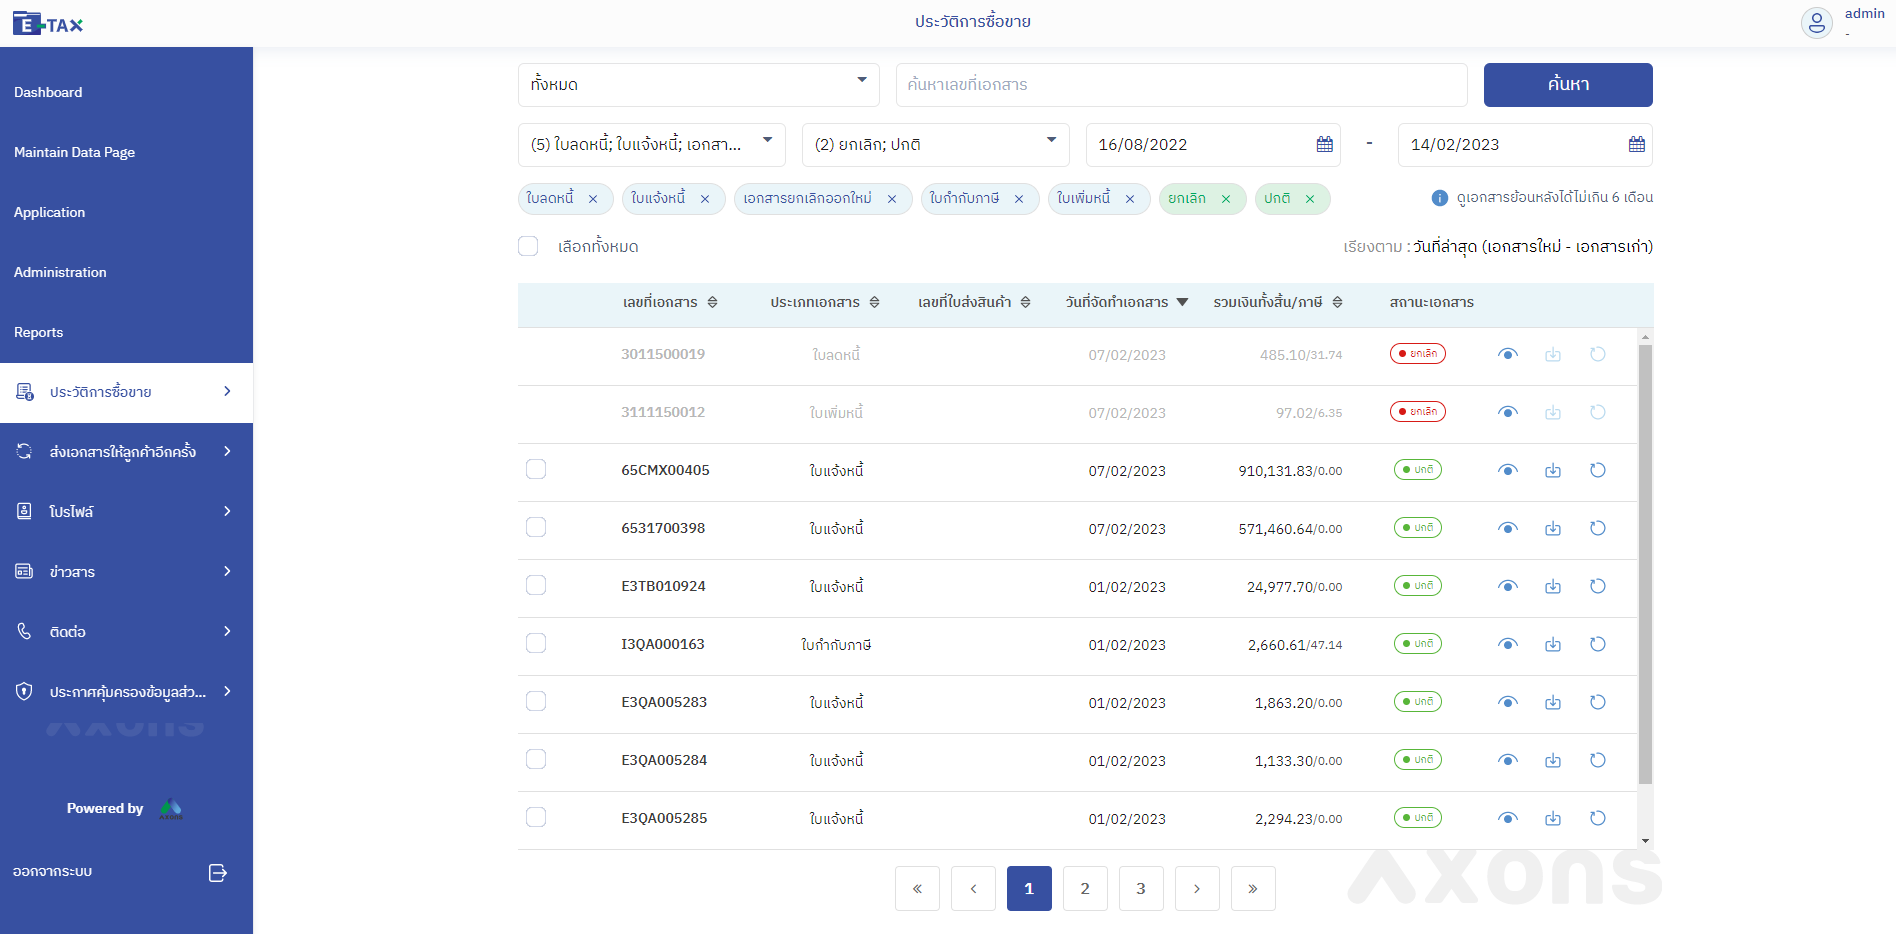 E-TAX
ประวัติการซื้อขาย
admin
-
Dashboard
Maintain Data Page
Application
Administration
Reports
ประวัติการซื้อขาย
ส่งเอกสารให้ลูกค้าอีกครั้ง
โปรไฟล์
ข่าวสาร
ติดต่อ
ประกาศคุ้มครองข้อมูลส่ว...
axons
Powered by
AXONS
ออกจากระบบ
ทั้งหมด
ค้นหาเลขที่เอกสาร
ค้นหา
(5) ใบลดหนี้; ใบแจ้งหนี้; เอกสา...
(2) ยกเลิก; ปกติ
16/08/2022 - 14/02/2023
ใบลดหนี้ × ใบแจ้งหนี้ × เอกสารยกเลิกออกใหม่ × ใบกำกับภาษี × ใบเพิ่มหนี้ × ยกเลิก × ปกติ ×
ดูเอกสารย้อนหลังได้ไม่เกิน 6 เดือน
เลือกทั้งหมด
เรียงตาม : วันที่ล่าสุด (เอกสารใหม่ - เอกสารเก่า)
เลขที่เอกสาร ประเภทเอกสาร เลขที่ใบส่งสินค้า วันที่จัดทำเอกสาร รวมเงินทั้งสิ้น/ภาษี สถานะเอกสาร
3011500019 ใบลดหนี้ 07/02/2023 485.10/31.74 ยกเลิก
3111150012 ใบเพิ่มหนี้ 07/02/2023 97.02/6.35 ยกเลิก
65CMX00405 ใบแจ้งหนี้ 07/02/2023 910,131.83/0.00 ปกติ
6531700398 ใบแจ้งหนี้ 07/02/2023 571,460.64/0.00 ปกติ
E3TB010924 ใบแจ้งหนี้ 01/02/2023 24,977.70/0.00 ปกติ
I3QA000163 ใบกำกับภาษี 01/02/2023 2,660.61/47.14 ปกติ
E3QA005283 ใบแจ้งหนี้ 01/02/2023 1,863.20/0.00 ปกติ
E3QA005284 ใบแจ้งหนี้ 01/02/2023 1,133.30/0.00 ปกติ
E3QA005285 ใบแจ้งหนี้ 01/02/2023 2,294.23/0.00 ปกติ
« ‹ 1 2 3 › »
axons